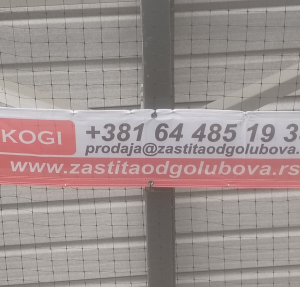 KOGI
+381 64 485 19 3
prodaja@zastitaodgolubova.
www.zastitaodgolubova.rs